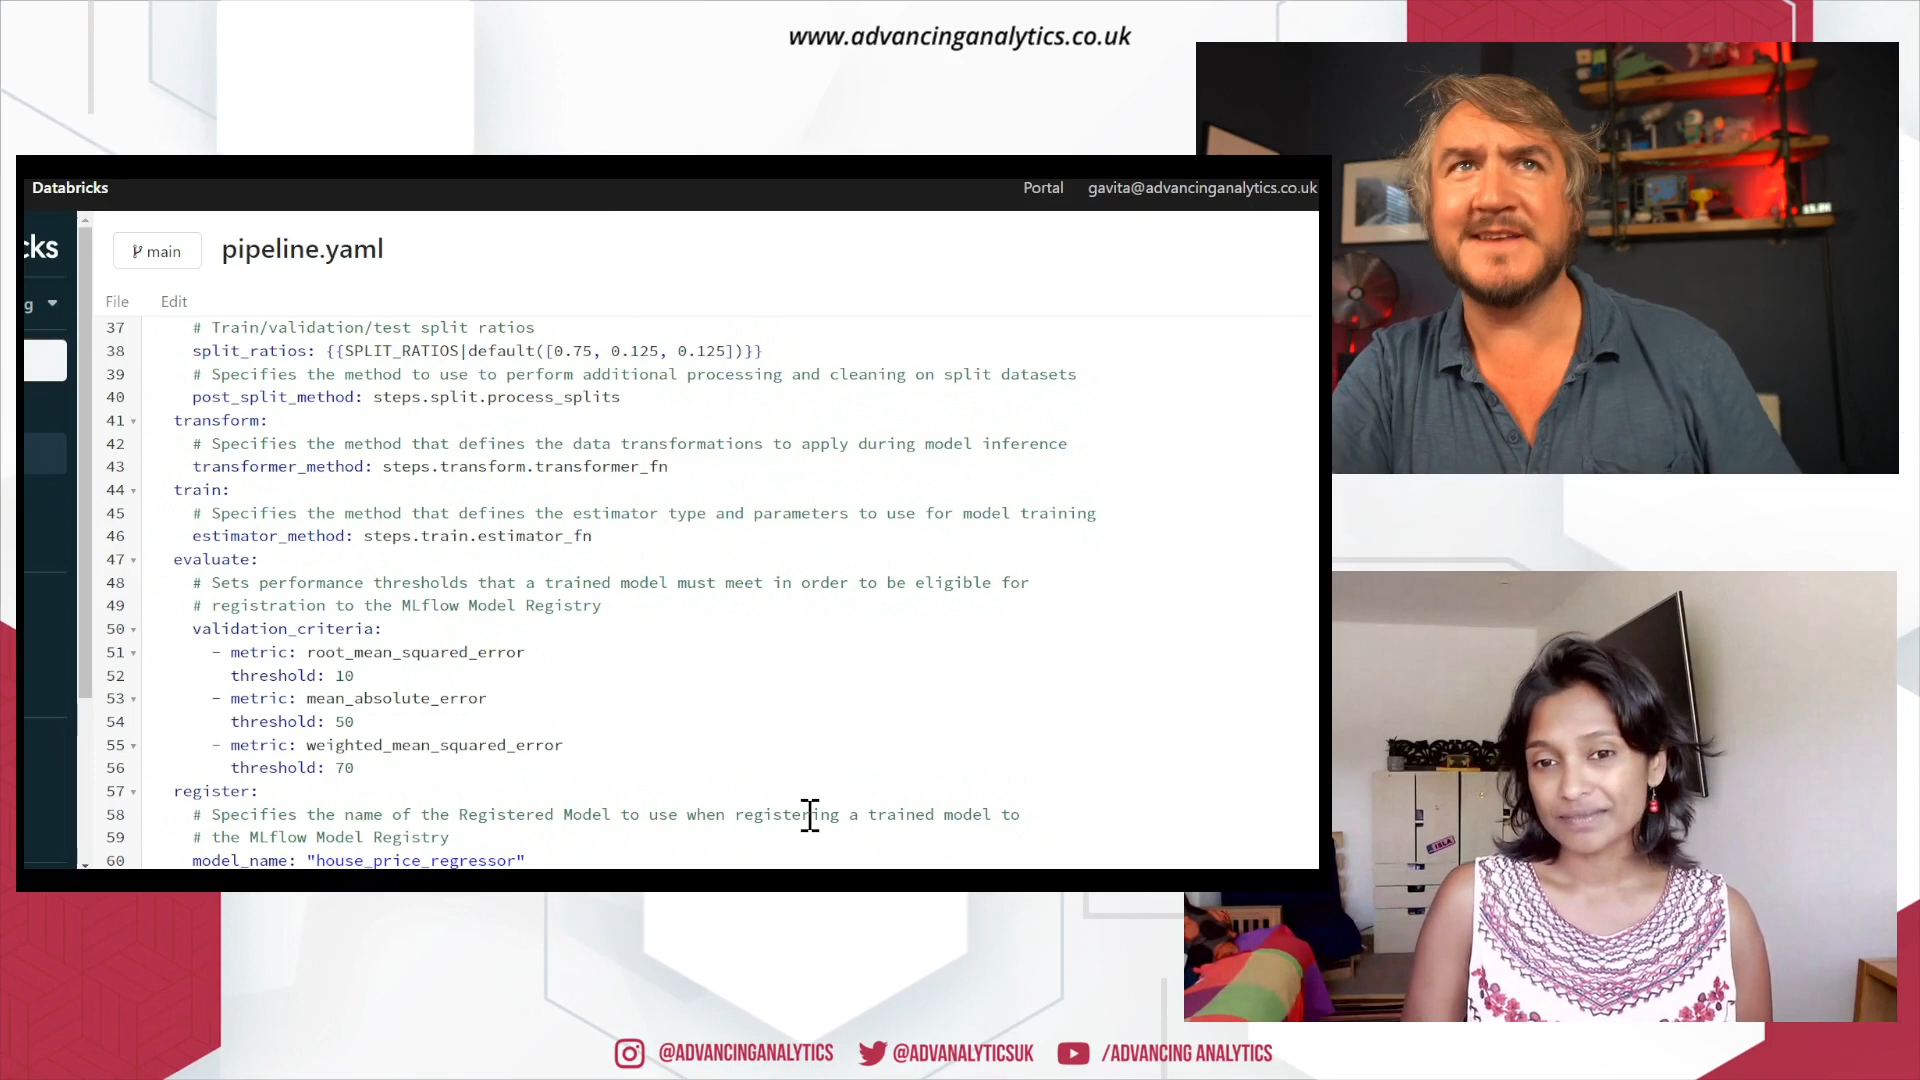 www.advancinganalytics.co.uk
Databricks
Portal
gavita@advancinganalytics.co.uk
cks
g
main
pipeline.yaml
File
Edit
37 # Train/validation/test split ratios
38 split_ratios: {{SPLIT_RATIOS|default([0.75, 0.125, 0.125])}}
39 # Specifies the method to use to perform additional processing and cleaning on split datasets
40 post_split_method: steps.split.process_splits
41 transform:
42 # Specifies the method that defines the data transformations to apply during model inference
43 transformer_method: steps.transform.transformer_fn
44 train:
45 # Specifies the method that defines the estimator type and parameters to use for model training
46 estimator_method: steps.train.estimator_fn
47 evaluate:
48 # Sets performance thresholds that a trained model must meet in order to be eligible for
49 # registration to the MLflow Model Registry
50 validation_criteria:
51 - metric: root_mean_squared_error
52 threshold: 10
53 - metric: mean_absolute_error
54 threshold: 50
55 - metric: weighted_mean_squared_error
56 threshold: 70
57 register:
58 # Specifies the name of the Registered Model to use when registering a trained model to
59 # the MLflow Model Registry
60 model_name: "house_price_regressor"
ISLA
@ADVANCINGANALYTICS
@ADVANALYTICSUK
/ADVANCING ANALYTICS